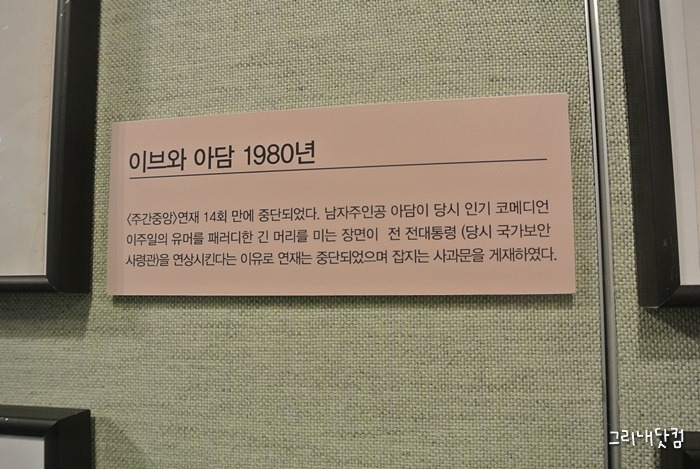 이브와 아담 1980년
<주간중앙>연재 14회 만에 중단되었다. 남자주인공 아담이 당시 인기 코메디언
이주일의 유머를 패러디한 긴 머리를 미는 장면이 전 전대통령 (당시 국가보안
사령관)을 연상시킨다는 이유로 연재는 중단되었으며 잡지는 사과문을 게재하였다.
그리내닷컴